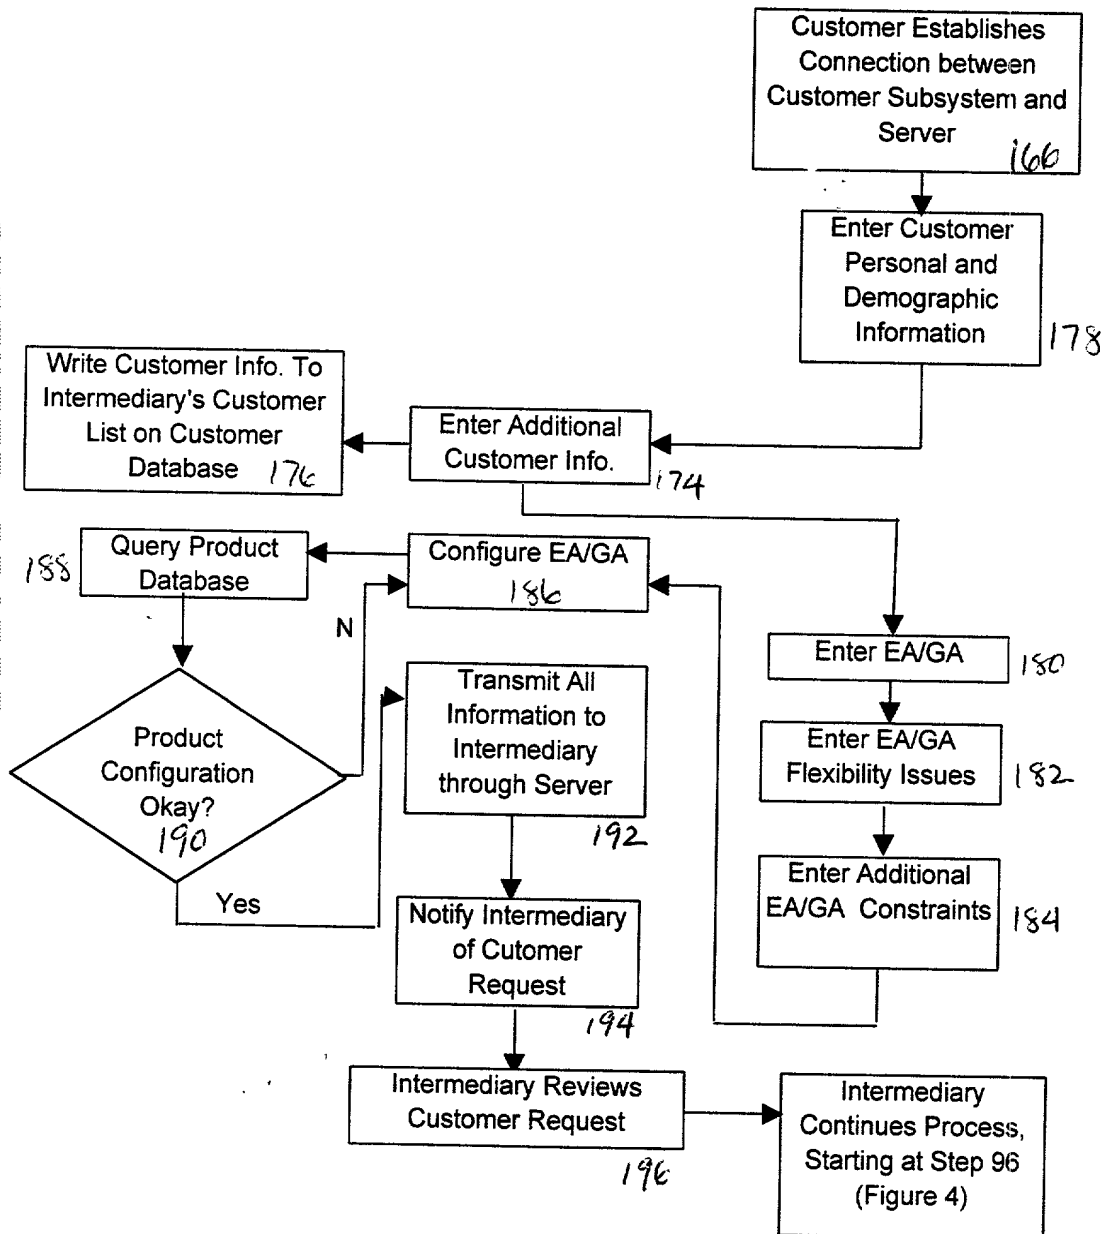 Customer Establishes
Connection between
Customer Subsystem and
Server
166
Enter Customer
Personal and
Demographic
Information
178
Write Customer Info. To
Intermediary's Customer
List on Customer
Database 176
Enter Additional
Customer Info.
174
Query Product
Database
188
Configure EA/GA
186
N
Enter EA/GA
180
Enter EA/GA
Flexibility Issues
182
Enter Additional
EA/GA Constraints
184
Product
Configuration
Okay?
190
Yes
Transmit All
Information to
Intermediary
through Server
192
Notify Intermediary
of Cutomer
Request
194
Intermediary Reviews
Customer Request
196
Intermediary
Continues Process,
Starting at Step 96
(Figure 4)